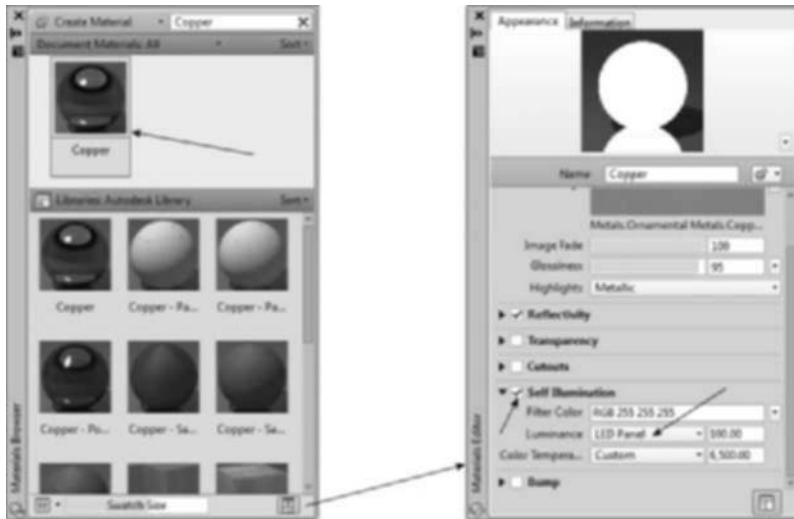 Create Material
Copper
Document Materials: All
Sort
Copper
Libraries: Autodesk Library
Sort
Copper
Copper - Pa...
Copper - Pa...
Copper - Po...
Copper - Sa...
Copper - Sa...
Swatch Size
Materials Browser
Appearance
Information
Name
Copper
Metals.Ornamental Metals.Copp...
Image Fade
100
Glossiness
95
Highlights
Metallic
Reflectivity
Transparency
Cutouts
Self Illumination
Filter Color
RGB 255 255 255
Luminance
LED Panel
100.00
Color Tempera...
Custom
6,500.00
Bump
Materials Editor